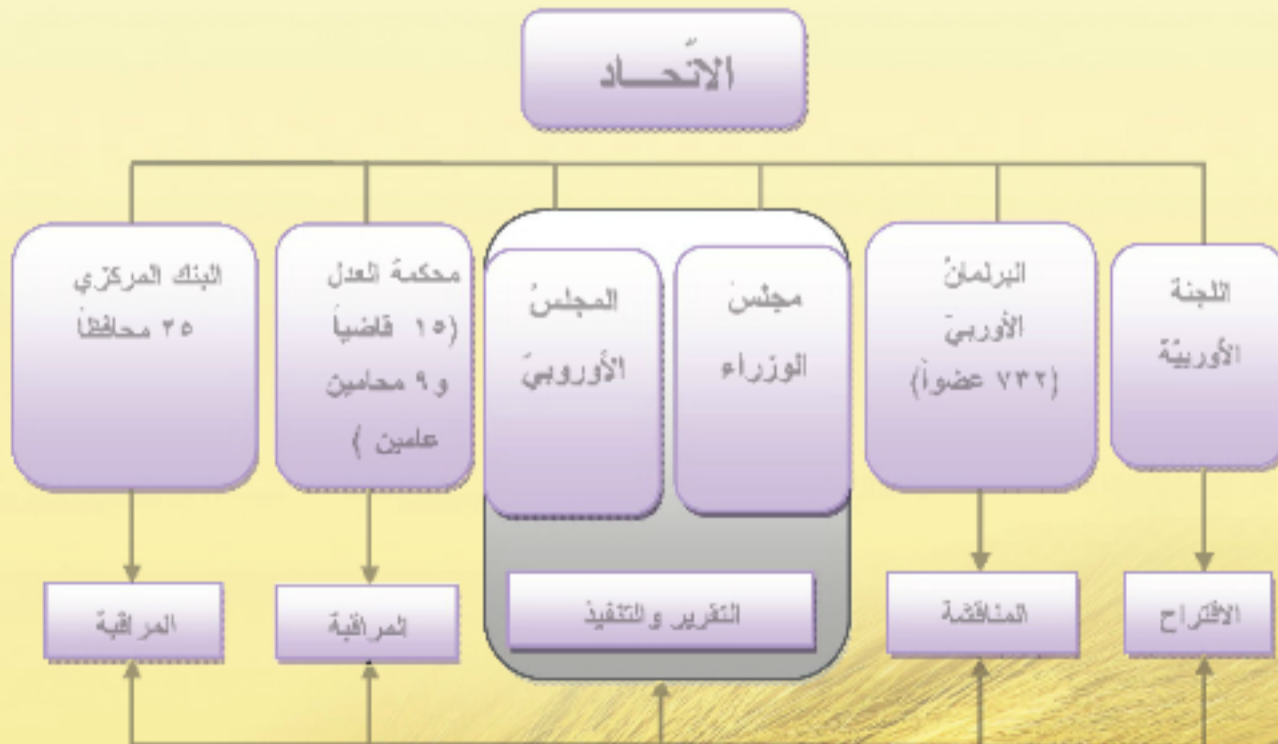 الاتّحـــاد
اللجنة
الأوربيّة
البرلمانُ
الأوربيّ
(٧٣٢ عضواً)
مجلسُ
الوزراء
المجلسُ
الأوروبيّ
محكمة العدل
(١٥ قاضياً
و٩ محامين
عامين )
البنك المركزي
٢٥ محافظاً
الاقتراح
المناقشة
التقرير والتنفيذ
المراقبة
المراقبة